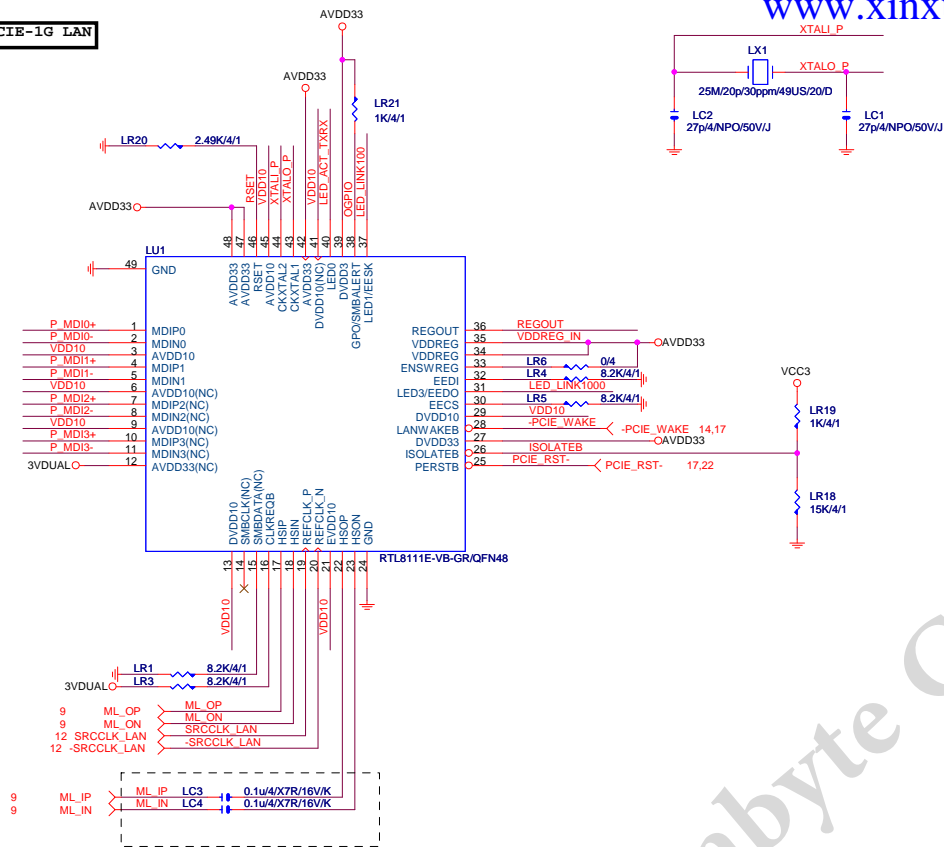 www.xinx
CIE-1G LAN
AVDD33
XTALI_P
LX1
XTALO_P
25M/20p/30ppm/49US/20/D
LC2
27p/4/NPO/50V/J
LC1
27p/4/NPO/50V/J
AVDD33
LR21
1K/4/1
LR20 2.49K/4/1
RSET
VDD10
XTALI_P
XTALO_P
VDD10
LED_ACT_TXRX
OGPIO
LED_LINK100
AVDD33
48 47 46 45 44 43 42 41 40 39 38 37
LU1
AVDD33
AVDD33
RSET
AVDD10
CKXTAL2
CKXTAL1
AVDD33
DVDD10(NC)
LED0
DVDD3
GPO/SMBALERT
LED1/EESK
49 GND
P_MDI0+ 1 MDIP0
P_MDI0- 2 MDIN0
VDD10 3 AVDD10
P_MDI1+ 4 MDIP1
P_MDI1- 5 MDIN1
VDD10 6 AVDD10(NC)
P_MDI2+ 7 MDIP2(NC)
P_MDI2- 8 MDIN2(NC)
VDD10 9 AVDD10(NC)
P_MDI3+ 10 MDIP3(NC)
P_MDI3- 11 MDIN3(NC)
3VDUAL 12 AVDD33(NC)
REGOUT 36 REGOUT
VDDREG 35 VDDREG_IN AVDD33
VDDREG 34
ENSWREG 33 LR6 0/4
EEDI 32 LR4 8.2K/4/1
LED3/EEDO 31 LED_LINK1000
EECS 30 LR5 8.2K/4/1
DVDD10 29 VDD10
LANWAKEB 28 -PCIE_WAKE -PCIE_WAKE 14,17
DVDD33 27 AVDD33
ISOLATEB 26 ISOLATEB
PERSTB 25 PCIE_RST- PCIE_RST- 17,22
VCC3
LR19
1K/4/1
LR18
15K/4/1
DVDD10
SMBCLK(NC)
SMBDATA(NC)
CLKREQB
HSIP
HSIN
REFCLK_P
REFCLK_N
EVDD10
HSOP
HSON
GND
RTL8111E-VB-GR/QFN48
13 14 15 16 17 18 19 20 21 22 23 24
VDD10
VDD10
LR1 8.2K/4/1
3VDUAL LR3 8.2K/4/1
9 ML_OP ML_OP
9 ML_ON ML_ON
12 SRCCLK_LAN SRCCLK_LAN
12 -SRCCLK_LAN -SRCCLK_LAN
9 ML_IP ML_IP LC3 0.1u/4/X7R/16V/K
9 ML_IN ML_IN LC4 0.1u/4/X7R/16V/K